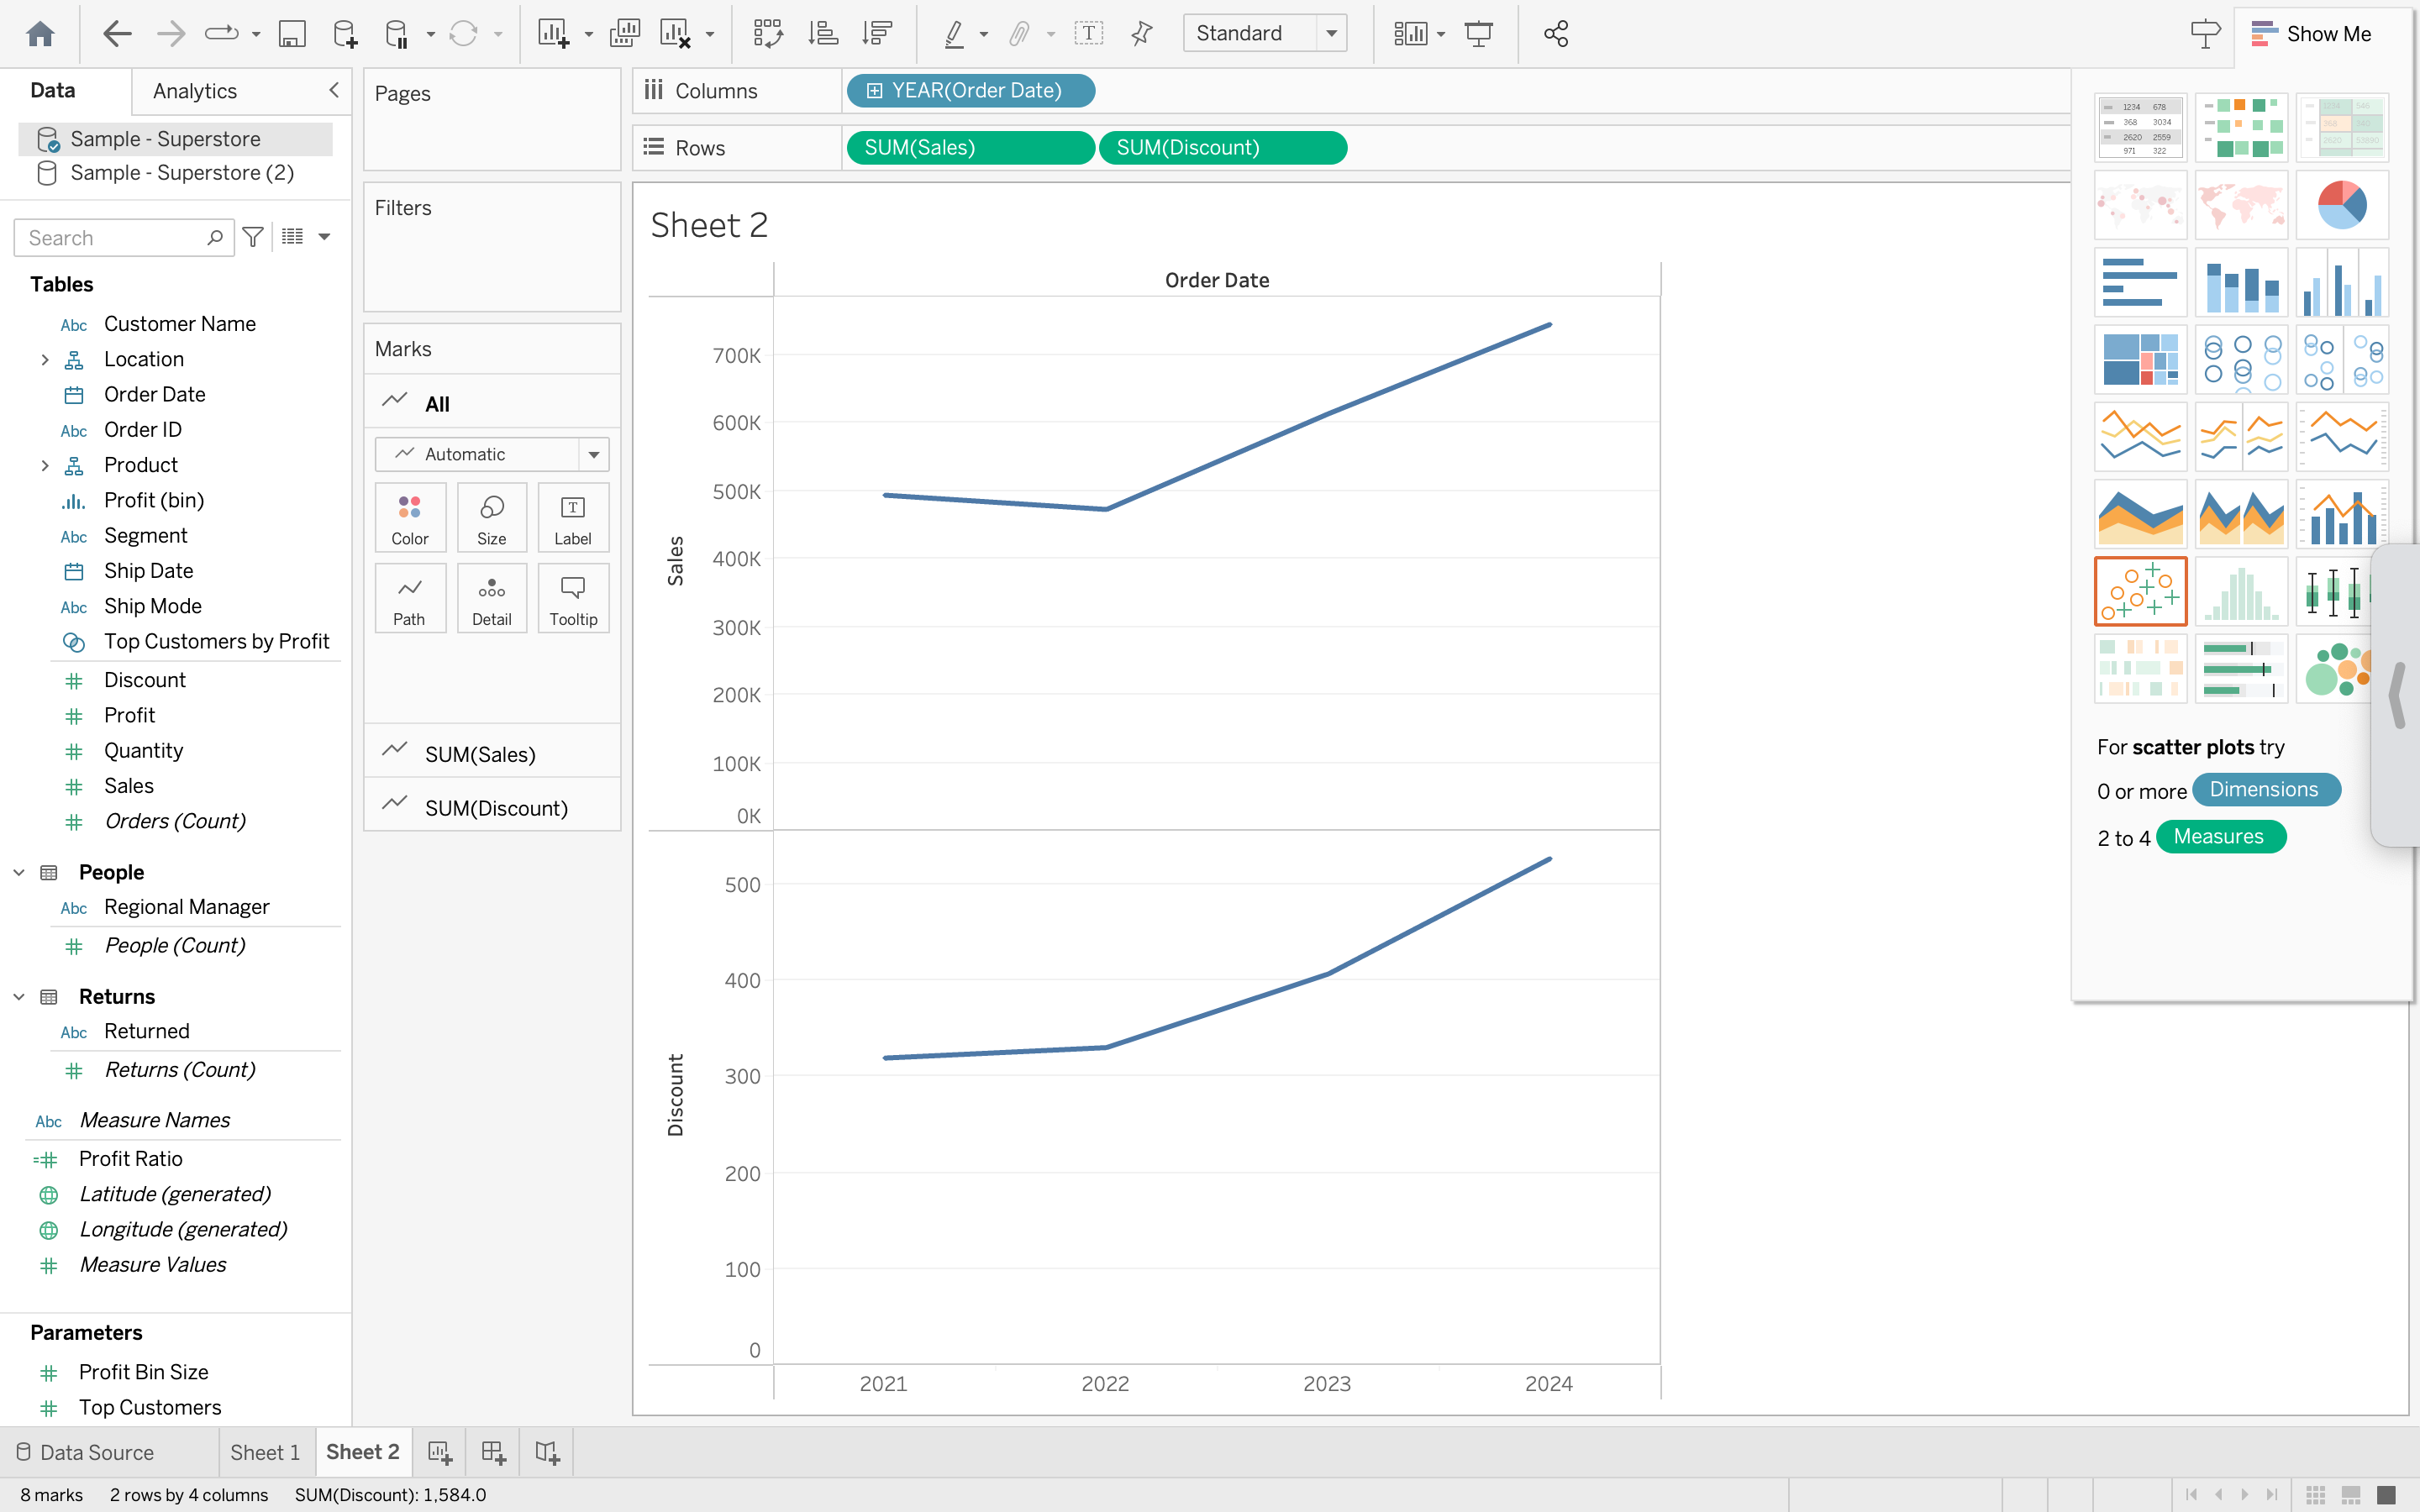 Standard
Show Me
Data
Analytics
Pages
Columns
YEAR(Order Date)
Sample - Superstore
Sample - Superstore (2)
Rows
SUM(Sales)
SUM(Discount)
Filters
Search
Sheet 2
Tables
Order Date
Abc Customer Name
Location
Order Date
Abc Order ID
Product
Profit (bin)
Abc Segment
Ship Date
Abc Ship Mode
Top Customers by Profit
Discount
Profit
Quantity
Sales
Orders (Count)
People
Abc Regional Manager
People (Count)
Returns
Abc Returned
Returns (Count)
Abc Measure Names
Profit Ratio
Latitude (generated)
Longitude (generated)
Measure Values
Parameters
Profit Bin Size
Top Customers
Marks
All
Automatic
Color
Size
Label
Path
Detail
Tooltip
SUM(Sales)
SUM(Discount)
Sales
700K
600K
500K
400K
300K
200K
100K
0K
Discount
500
400
300
200
100
0
2021
2022
2023
2024
1234 678
368 3034
2620 2559
971 322
For scatter plots try
0 or more Dimensions
2 to 4 Measures
Data Source
Sheet 1
Sheet 2
8 marks
2 rows by 4 columns
SUM(Discount): 1,584.0